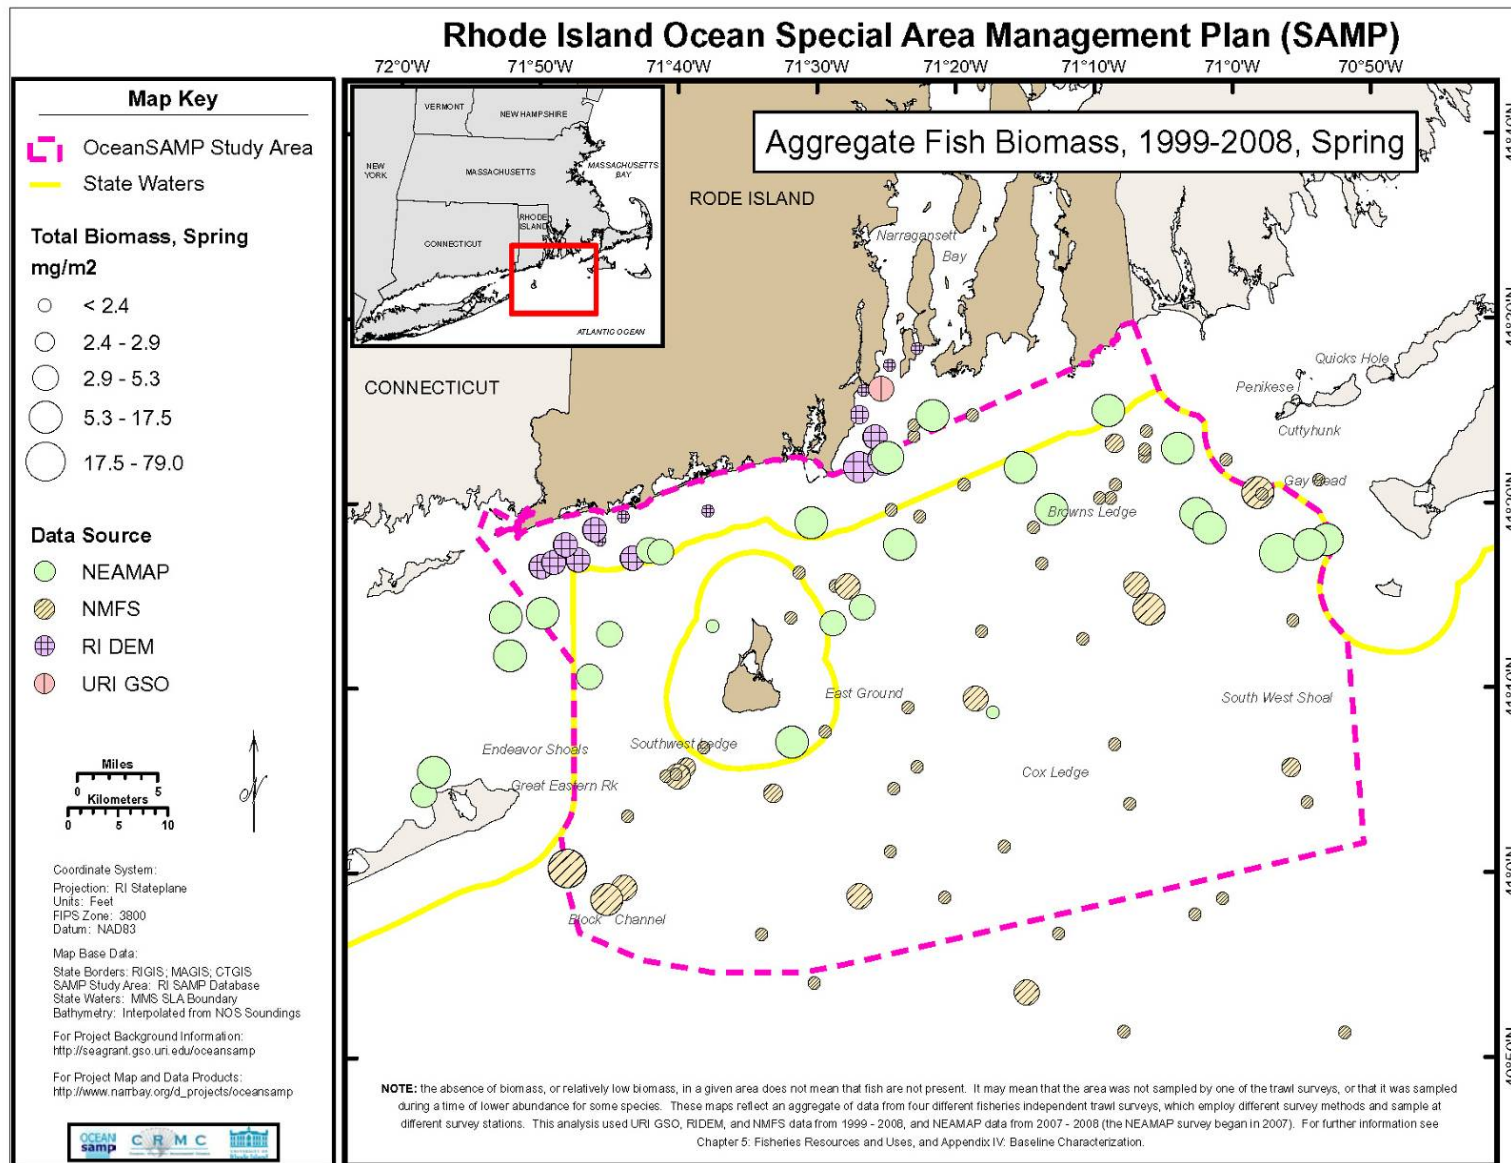 Rhode Island Ocean Special Area Management Plan (SAMP)
72°0'W 71°50'W 71°40'W 71°30'W 71°20'W 71°10'W 71°0'W 70°50'W
Map Key
OceanSAMP Study Area
State Waters
Total Biomass, Spring
mg/m2
< 2.4
2.4 - 2.9
2.9 - 5.3
5.3 - 17.5
17.5 - 79.0
Data Source
NEAMAP
NMFS
RI DEM
URI GSO
N
Miles
0 5
Kilometers
0 5 10
Coordinate System:
Projection: RI Stateplane
Units: Feet
FIPS Zone: 3800
Datum: NAD83
Map Base Data:
State Borders: RIGIS; MAGIS; CTGIS
SAMP Study Area: RI SAMP Database
State Waters: MMS SLA Boundary
Bathymetry: Interpolated from NOS Soundings
For Project Background Information:
http://seagrant.gso.uri.edu/oceansamp
For Project Map and Data Products:
http://www.narrbay.org/d_projects/oceansamp
OCEAN
samp
CRMC
VERMONT
NEW HAMPSHIRE
NEW
YORK
MASSACHUSETTS
MASSACHUSETTS
BAY
RHODE
ISLAND
CONNECTICUT
ATLANTIC OCEAN
Aggregate Fish Biomass, 1999-2008, Spring
RODE ISLAND
Narragansett
Bay
CONNECTICUT
Quicks Hole
Penikese I
Cuttyhunk
Gay Head
Browns Ledge
East Ground
South West Shoal
Endeavor Shoals
Southwest Ledge
Great Eastern Rk
Cox Ledge
Block Channel
NOTE: the absence of biomass, or relatively low biomass, in a given area does not mean that fish are not present. It may mean that the area was not sampled by one of the trawl surveys, or that it was sampled
during a time of lower abundance for some species. These maps reflect an aggregate of data from four different fisheries independent trawl surveys, which employ different survey methods and sample at
different survey stations. This analysis used URI GSO, RIDEM, and NMFS data from 1999 - 2008, and NEAMAP data from 2007 - 2008 (the NEAMAP survey began in 2007). For further information see
Chapter 5: Fisheries Resources and Uses, and Appendix IV: Baseline Characterization.